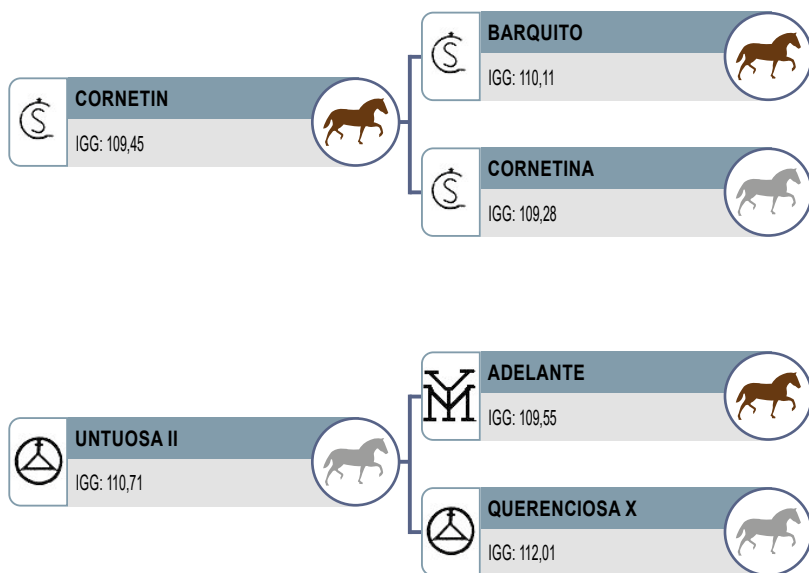 BARQUITO
IGG: 110,11
CORNETIN
IGG: 109,45
CORNETINA
IGG: 109,28
ADELANTE
IGG: 109,55
UNTUOSA II
IGG: 110,71
QUERENCIOSA X
IGG: 112,01